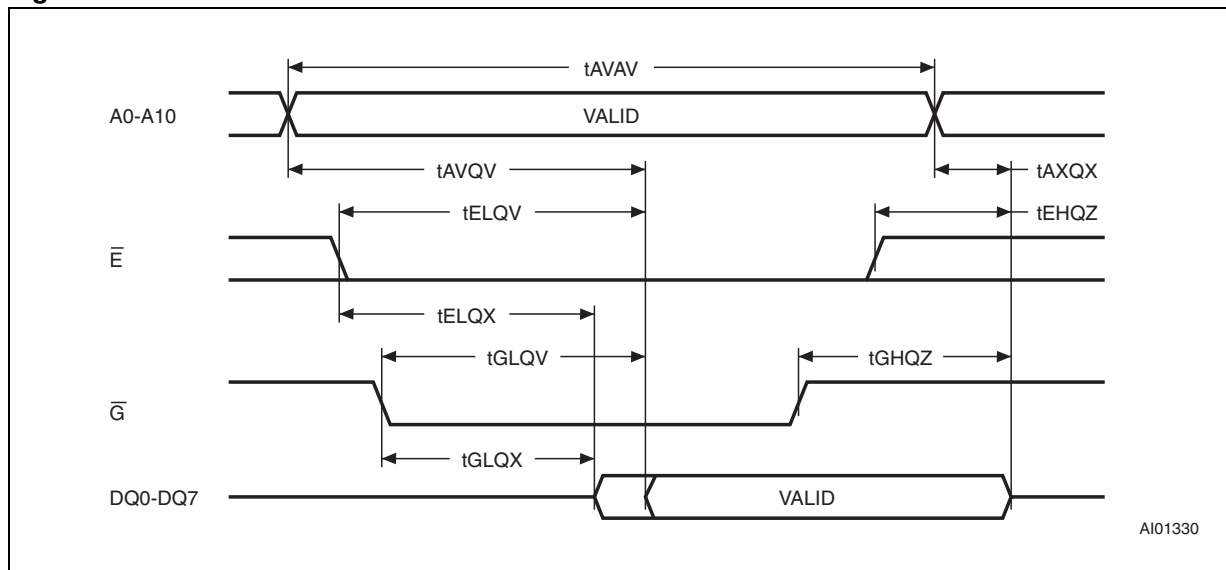 tAVAV
A0-A10
VALID
tAVQV
tAXQX
tELQV
tEHQZ
E̅
tELQX
tGLQV
tGHQZ
G̅
tGLQX
DQ0-DQ7
VALID
AI01330